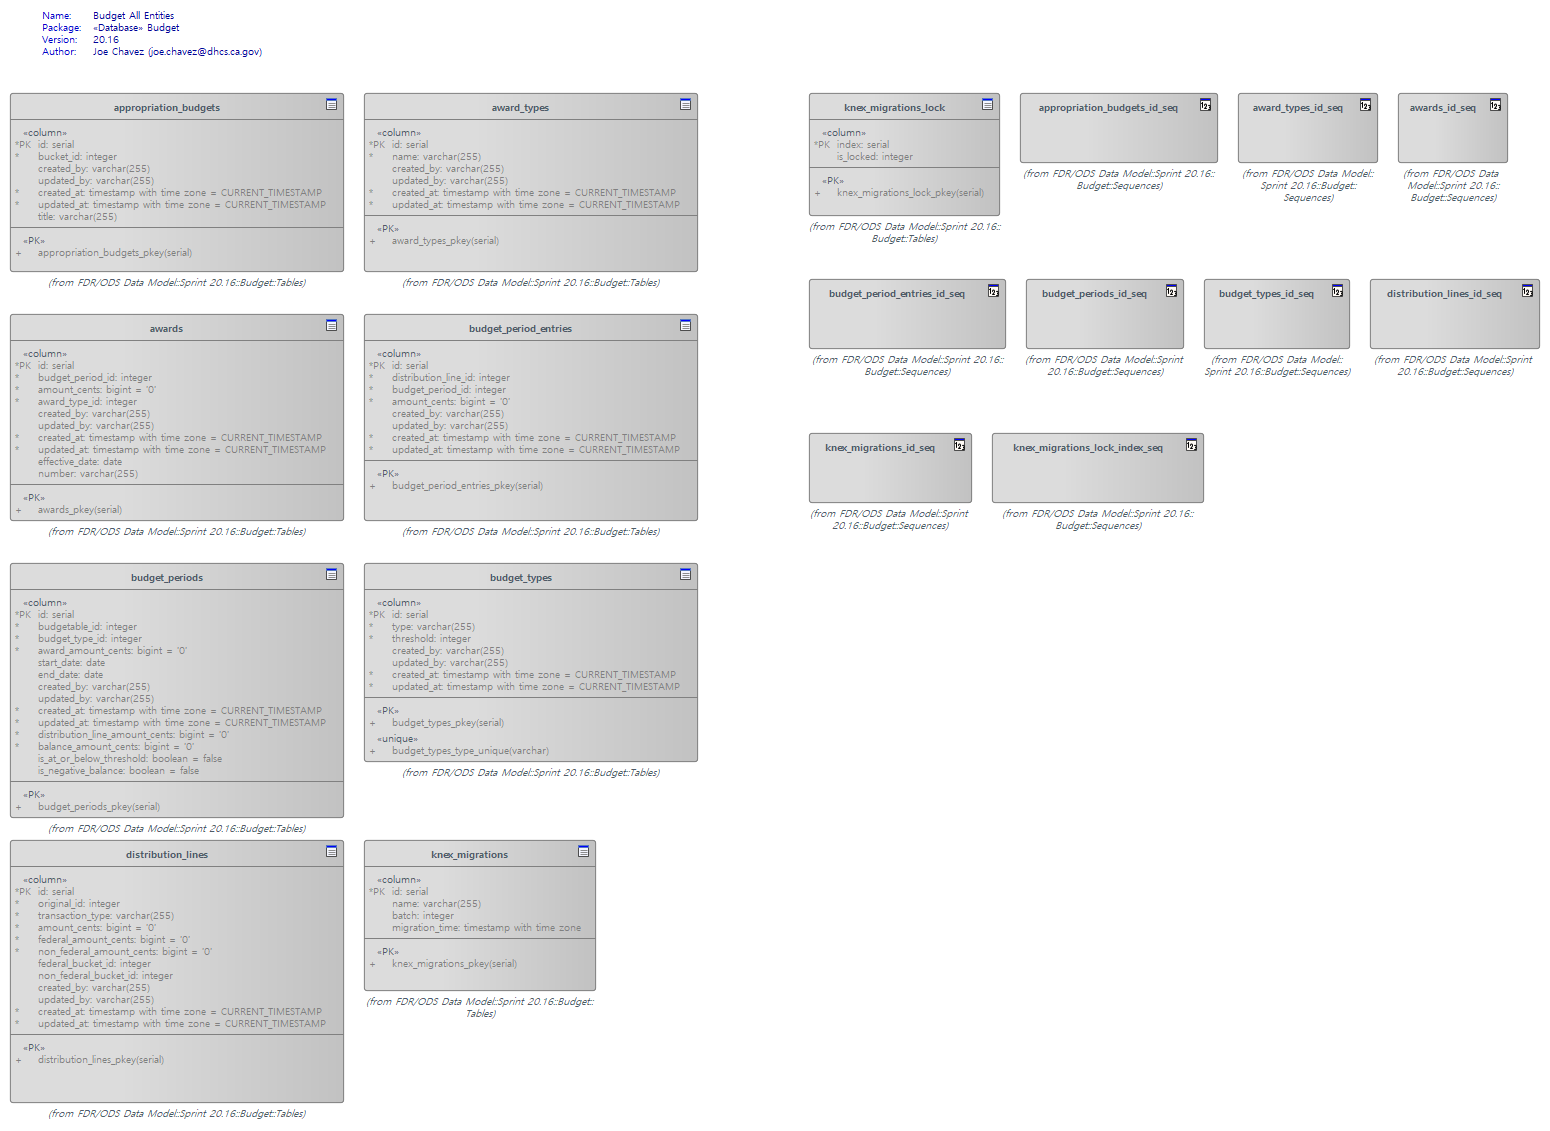 Name: Budget All Entities
Package: «Database» Budget
Version: 20.16
Author: Joe Chavez (joe.chavez@dhcs.ca.gov)
appropriation_budgets
«column»
*PK id: serial
* bucket_id: integer
created_by: varchar(255)
updated_by: varchar(255)
* created_at: timestamp with time zone = CURRENT_TIMESTAMP
* updated_at: timestamp with time zone = CURRENT_TIMESTAMP
title: varchar(255)
«PK»
+ appropriation_budgets_pkey(serial)
(from FDR/ODS Data Model::Sprint 20.16::Budget::Tables)
award_types
«column»
*PK id: serial
* name: varchar(255)
created_by: varchar(255)
updated_by: varchar(255)
* created_at: timestamp with time zone = CURRENT_TIMESTAMP
* updated_at: timestamp with time zone = CURRENT_TIMESTAMP
«PK»
+ award_types_pkey(serial)
(from FDR/ODS Data Model::Sprint 20.16::Budget::Tables)
knex_migrations_lock
«column»
*PK index: serial
is_locked: integer
«PK»
+ knex_migrations_lock_pkey(serial)
(from FDR/ODS Data Model::Sprint 20.16::
Budget::Tables)
appropriation_budgets_id_seq
(from FDR/ODS Data Model::Sprint 20.16::
Budget::Sequences)
award_types_id_seq
(from FDR/ODS Data Model::
Sprint 20.16::Budget::
Sequences)
awards_id_seq
(from FDR/ODS Data
Model::Sprint 20.16::
Budget::Sequences)
awards
«column»
*PK id: serial
* budget_period_id: integer
* amount_cents: bigint = '0'
* award_type_id: integer
created_by: varchar(255)
updated_by: varchar(255)
* created_at: timestamp with time zone = CURRENT_TIMESTAMP
* updated_at: timestamp with time zone = CURRENT_TIMESTAMP
effective_date: date
number: varchar(255)
«PK»
+ awards_pkey(serial)
(from FDR/ODS Data Model::Sprint 20.16::Budget::Tables)
budget_period_entries
«column»
*PK id: serial
* distribution_line_id: integer
* budget_period_id: integer
* amount_cents: bigint = '0'
created_by: varchar(255)
updated_by: varchar(255)
* created_at: timestamp with time zone = CURRENT_TIMESTAMP
* updated_at: timestamp with time zone = CURRENT_TIMESTAMP
«PK»
+ budget_period_entries_pkey(serial)
(from FDR/ODS Data Model::Sprint 20.16::Budget::Tables)
budget_period_entries_id_seq
(from FDR/ODS Data Model::Sprint 20.16::
Budget::Sequences)
budget_periods_id_seq
(from FDR/ODS Data Model::Sprint
20.16::Budget::Sequences)
budget_types_id_seq
(from FDR/ODS Data Model::
Sprint 20.16::Budget::Sequences)
distribution_lines_id_seq
(from FDR/ODS Data Model::Sprint
20.16::Budget::Sequences)
knex_migrations_id_seq
(from FDR/ODS Data Model::Sprint
20.16::Budget::Sequences)
knex_migrations_lock_index_seq
(from FDR/ODS Data Model::Sprint 20.16::
Budget::Sequences)
budget_periods
«column»
*PK id: serial
* budgetable_id: integer
* budget_type_id: integer
* award_amount_cents: bigint = '0'
start_date: date
end_date: date
created_by: varchar(255)
updated_by: varchar(255)
* created_at: timestamp with time zone = CURRENT_TIMESTAMP
* updated_at: timestamp with time zone = CURRENT_TIMESTAMP
* distribution_line_amount_cents: bigint = '0'
* balance_amount_cents: bigint = '0'
is_at_or_below_threshold: boolean = false
is_negative_balance: boolean = false
«PK»
+ budget_periods_pkey(serial)
(from FDR/ODS Data Model::Sprint 20.16::Budget::Tables)
budget_types
«column»
*PK id: serial
* type: varchar(255)
* threshold: integer
created_by: varchar(255)
updated_by: varchar(255)
* created_at: timestamp with time zone = CURRENT_TIMESTAMP
* updated_at: timestamp with time zone = CURRENT_TIMESTAMP
«PK»
+ budget_types_pkey(serial)
«unique»
+ budget_types_type_unique(varchar)
(from FDR/ODS Data Model::Sprint 20.16::Budget::Tables)
distribution_lines
«column»
*PK id: serial
* original_id: integer
* transaction_type: varchar(255)
* amount_cents: bigint = '0'
* federal_amount_cents: bigint = '0'
* non_federal_amount_cents: bigint = '0'
federal_bucket_id: integer
non_federal_bucket_id: integer
created_by: varchar(255)
updated_by: varchar(255)
* created_at: timestamp with time zone = CURRENT_TIMESTAMP
* updated_at: timestamp with time zone = CURRENT_TIMESTAMP
«PK»
+ distribution_lines_pkey(serial)
(from FDR/ODS Data Model::Sprint 20.16::Budget::Tables)
knex_migrations
«column»
*PK id: serial
name: varchar(255)
batch: integer
migration_time: timestamp with time zone
«PK»
+ knex_migrations_pkey(serial)
(from FDR/ODS Data Model::Sprint 20.16::Budget::
Tables)